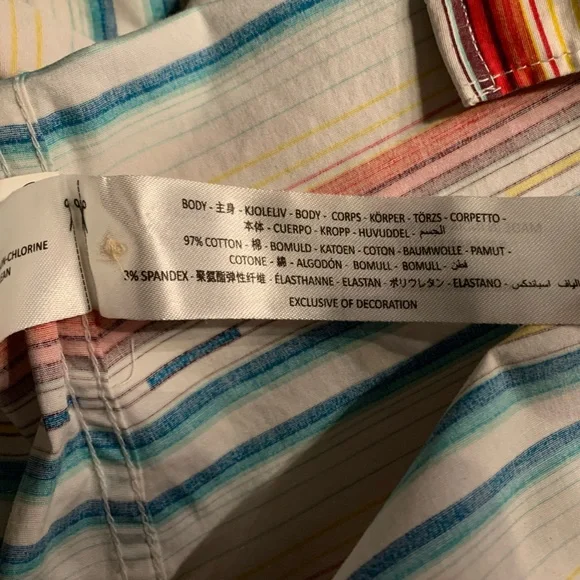 BODY - 主身 - KJOLELIV - BODY - CORPS - KÖRPER - TÖRZS - CORPETTO -
本体 - CUERPO - KROPP - HUVUDDEL - الجسم
97% COTTON - 棉 - BOMULD - KATOEN - COTON - BAUMWOLLE - PAMUT -
COTONE - 綿 - ALGODÓN - BOMULL - BOMULL - قطن
3% SPANDEX - 聚氨酯弹性纤维 - ÉLASTHANNE - ELASTAN - ポリウレタン - ELASTANO - الياف اسباندكس
EXCLUSIVE OF DECORATION
-CHLORINE